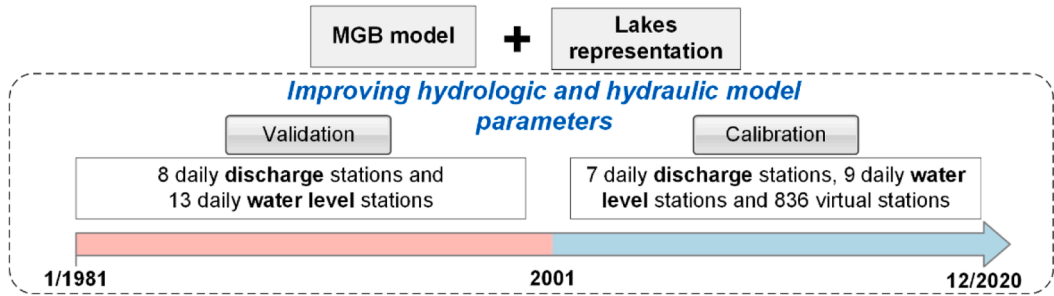 MGB model
+
Lakes
representation
Improving hydrologic and hydraulic model
parameters
Validation
Calibration
8 daily discharge stations and
13 daily water level stations
7 daily discharge stations, 9 daily water
level stations and 836 virtual stations
1/1981
2001
12/2020